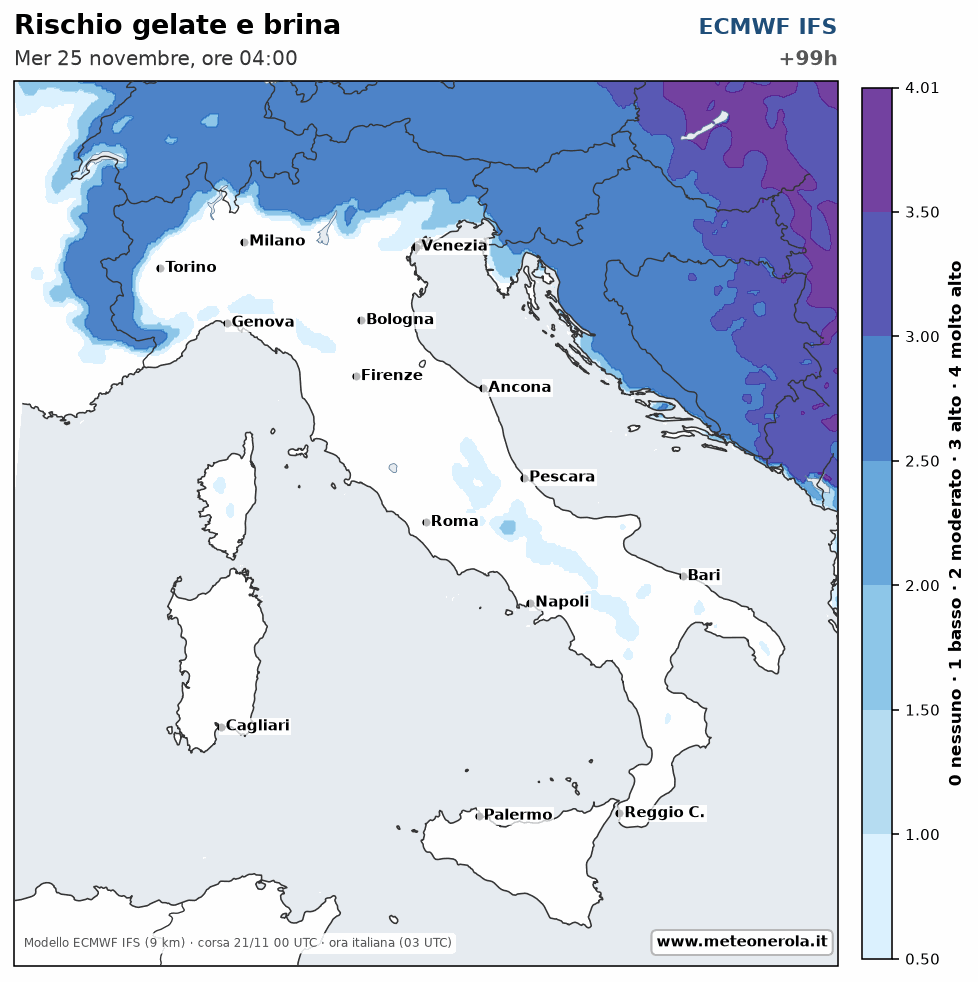 Rischio gelate e brina
ECMWF IFS
Mer 25 novembre, ore 04:00
+99h
4.01
3.50
3.00
2.50
2.00
1.50
1.00
0.50
0 nessuno · 1 basso · 2 moderato · 3 alto · 4 molto alto
Milano
Venezia
Torino
Genova
Bologna
Firenze
Ancona
Pescara
Roma
Bari
Napoli
Cagliari
Palermo
Reggio C.
Modello ECMWF IFS (9 km) · corsa 21/11 00 UTC · ora italiana (03 UTC)
www.meteonerola.it